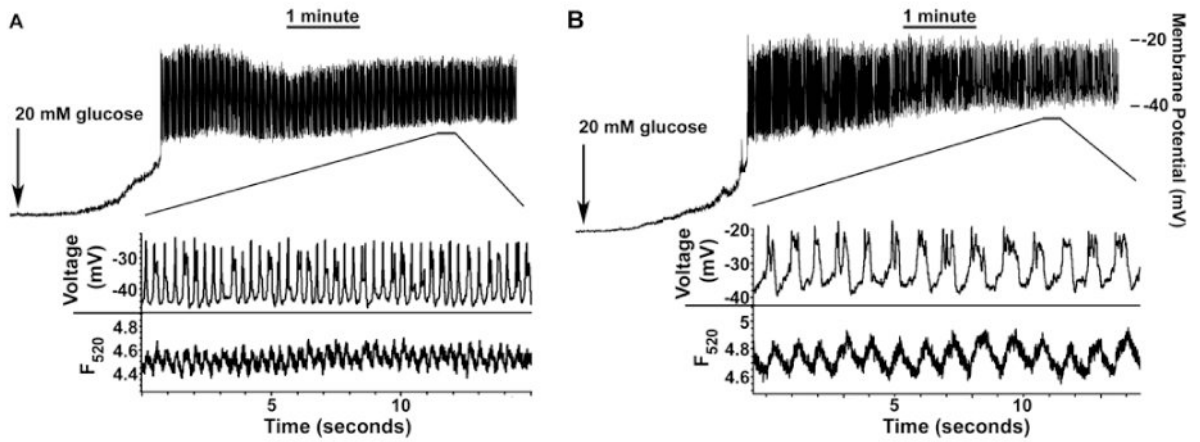 A
1 minute
20 mM glucose
Voltage
(mV)
-30
-40
F520
4.8
4.6
4.4
5
10
Time (seconds)
B
1 minute
20 mM glucose
-20
-40
Membrane Potential (mV)
Voltage
(mV)
-20
-30
-40
F520
5
4.8
4.6
5
10
Time (seconds)